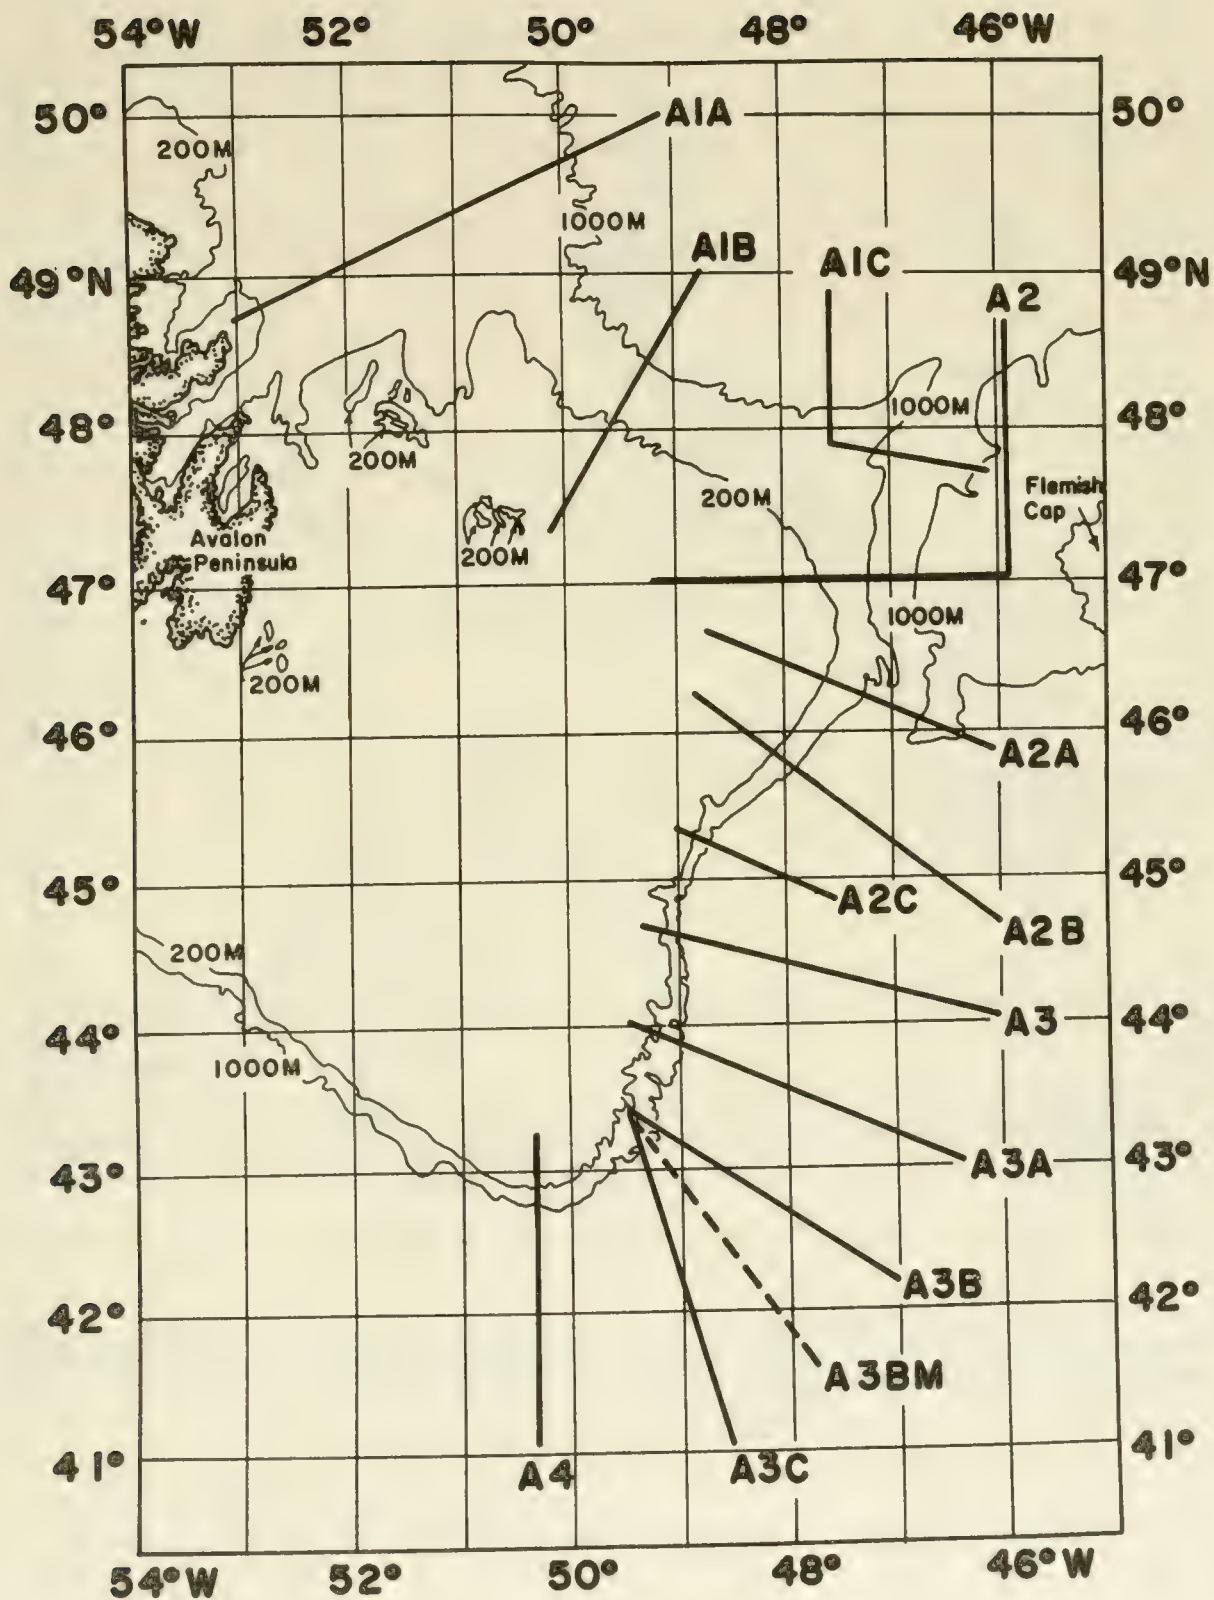 54°W 52° 50° 48° 46°W
50° A1A 50°
200M
1000M
A1B
A1C
49°N 49°N
A2
1000M
48° 48°
200M
200M
Flemish
Cap
Avalon
Peninsula
200M
47° 47°
1000M
200M
46° 46°
A2A
45° 45°
A2C
A2B
200M
A3
44° 44°
1000M
43° A3A 43°
A3B
42° 42°
A3BM
41° 41°
A4 A3C
54°W 52° 50° 48° 46°W